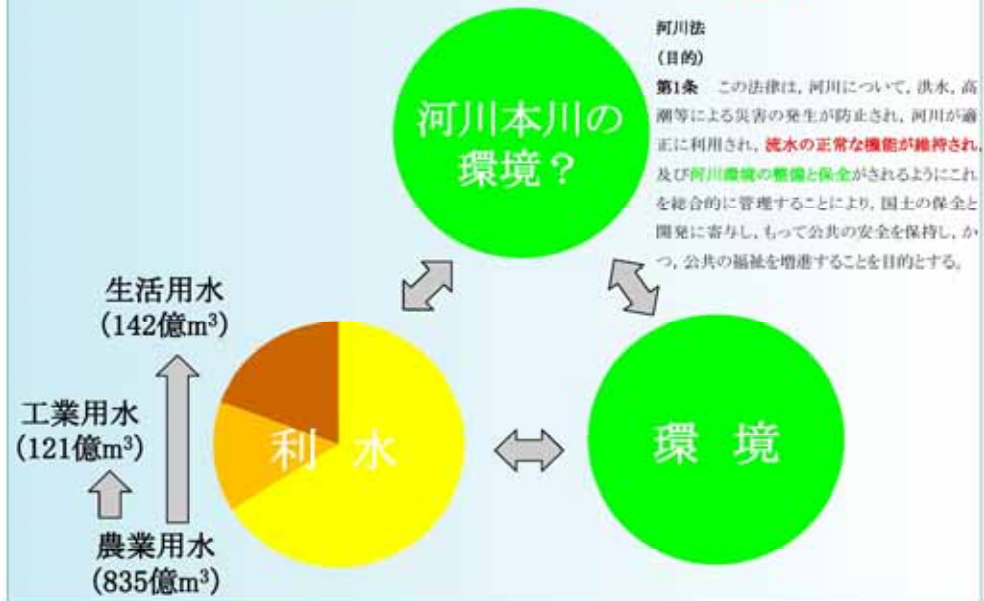 河川本川の
環境？
河川法
(目的)
第1条　この法律は, 河川について, 洪水, 高
潮等による災害の発生が防止され, 河川が適
正に利用され, 流水の正常な機能が維持され,
及び河川環境の整備と保全がされるようにこれ
を総合的に管理することにより, 国土の保全と
開発に寄与し, もって公共の安全を保持し, か
つ, 公共の福祉を増進することを目的とする。
生活用水
(142億m³)
工業用水
(121億m³)
農業用水
(835億m³)
利 水
環 境